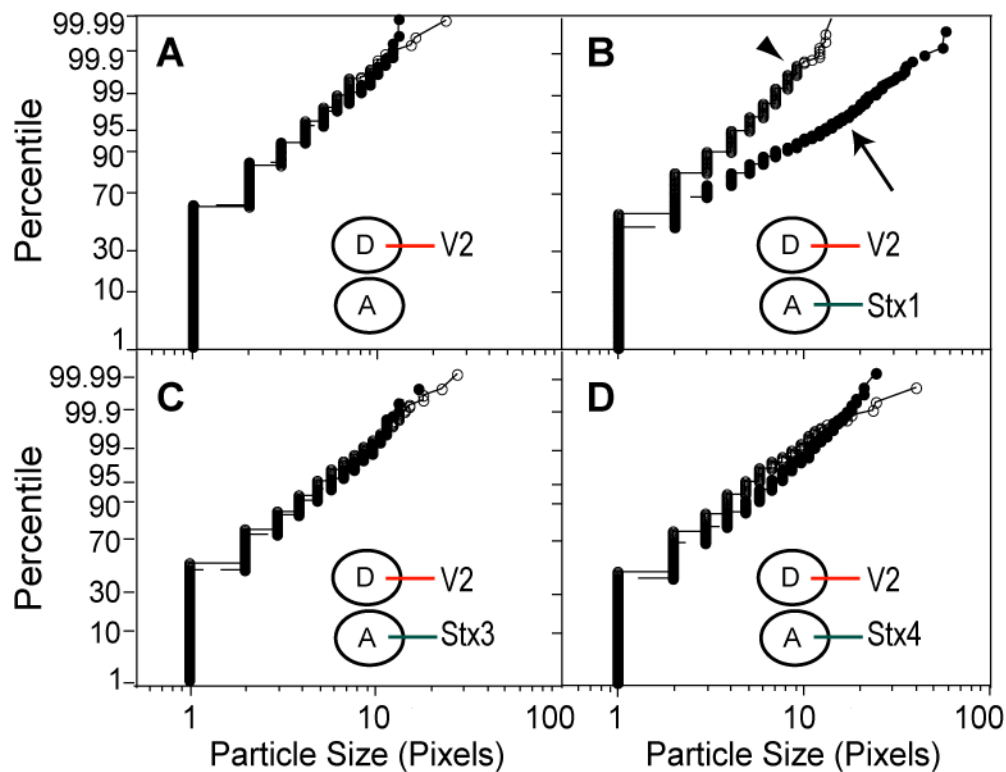 Percentile
99.99
99.9
99
95
90
70
30
10
1
A
D V2
A
B
D V2
A Stx1
Percentile
99.99
99.9
99
95
90
70
30
10
1
C
D V2
A Stx3
D
D V2
A Stx4
1 10 100
1 10 100
Particle Size (Pixels)
Particle Size (Pixels)